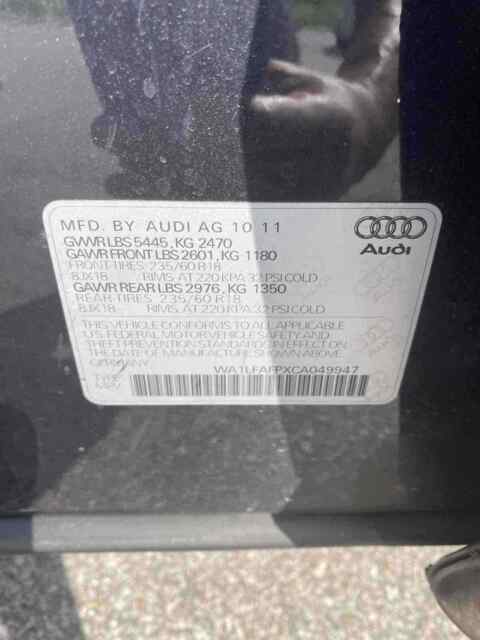 MFD. BY AUDI AG 10 11
GVWR LBS 5445, KG 2470
GAWR FRONT LBS 2601, KG 1180
FRONT-TIRES: 235/60 R18
8JX18 RIMS, AT 220 KPA 32 PSI COLD
GAWR REAR LBS 2976, KG 1350
REAR-TIRES: 235/60 R18
8JX18 RIMS, AT 220 KPA 32 PSI COLD
THIS VEHICLE CONFORMS TO ALL APPLICABLE
U.S. FEDERAL MOTOR VEHICLE SAFETY AND
THEFT PREVENTION STANDARDS IN EFFECT
ON THE DATE OF MANUFACTURE SHOWN ABOVE
GERMANY WA1LFAFPXCA049947
TYPE:
Audi